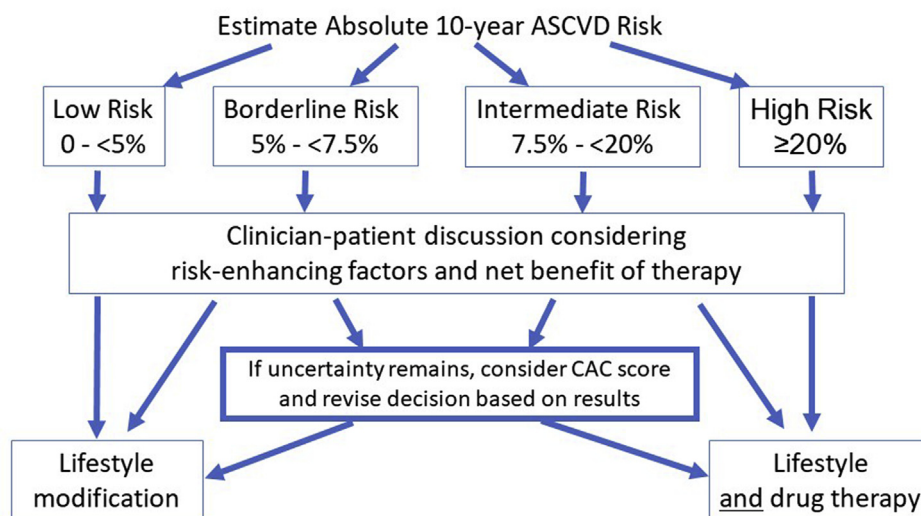 Estimate Absolute 10-year ASCVD Risk
Low Risk
0 - <5%
Borderline Risk
5% - <7.5%
Intermediate Risk
7.5% - <20%
High Risk
≥20%
Clinician-patient discussion considering
risk-enhancing factors and net benefit of therapy
If uncertainty remains, consider CAC score
and revise decision based on results
Lifestyle
modification
Lifestyle
and drug therapy